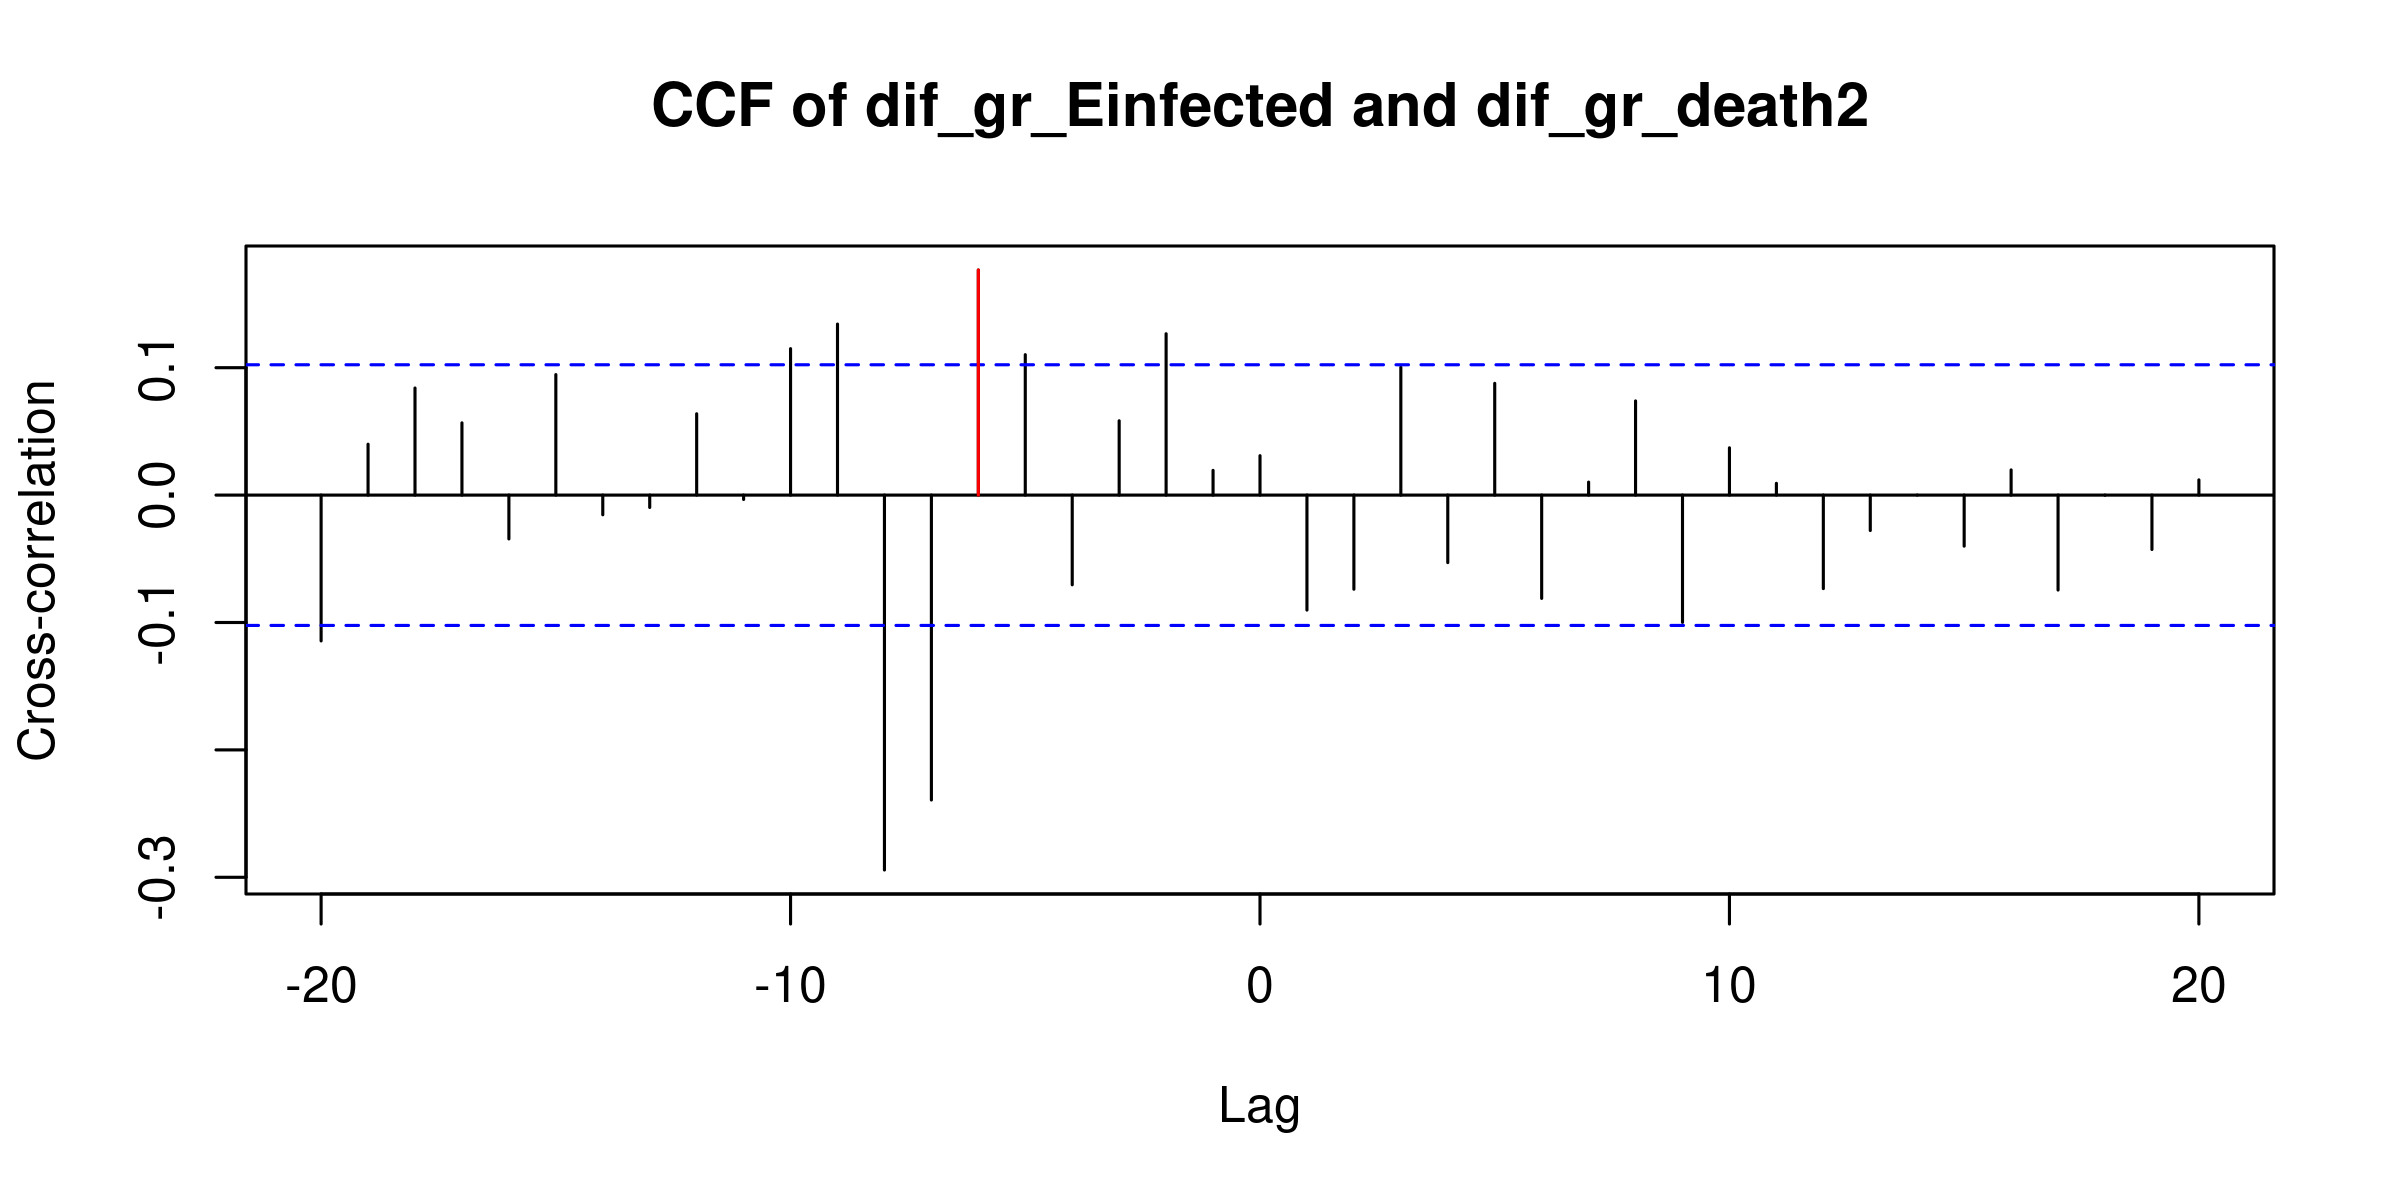 CCF of dif_gr_Einfected and dif_gr_death2
Cross-correlation
0.1
0.0
-0.1
-0.3
-20 -10 0 10 20
Lag